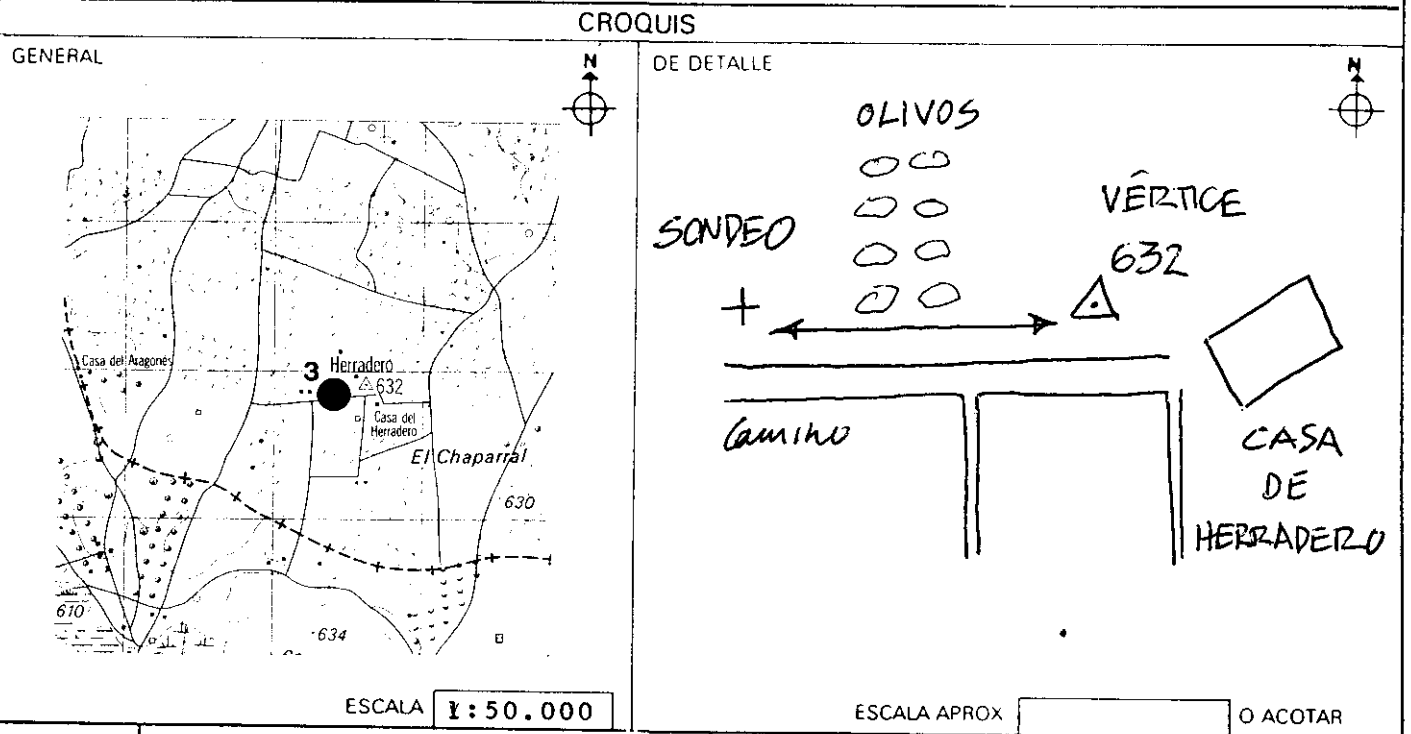 CROQUIS
GENERAL
N
Casa del Aragonés
3
Herradero
632
Casa del
Herradero
El Chaparral
630
610
634
ESCALA 1:50.000
DE DETALLE
N
OLIVOS
SONDEO
VÉRTICE
632
Camino
CASA
DE
HERRADERO
ESCALA APROX
O ACOTAR